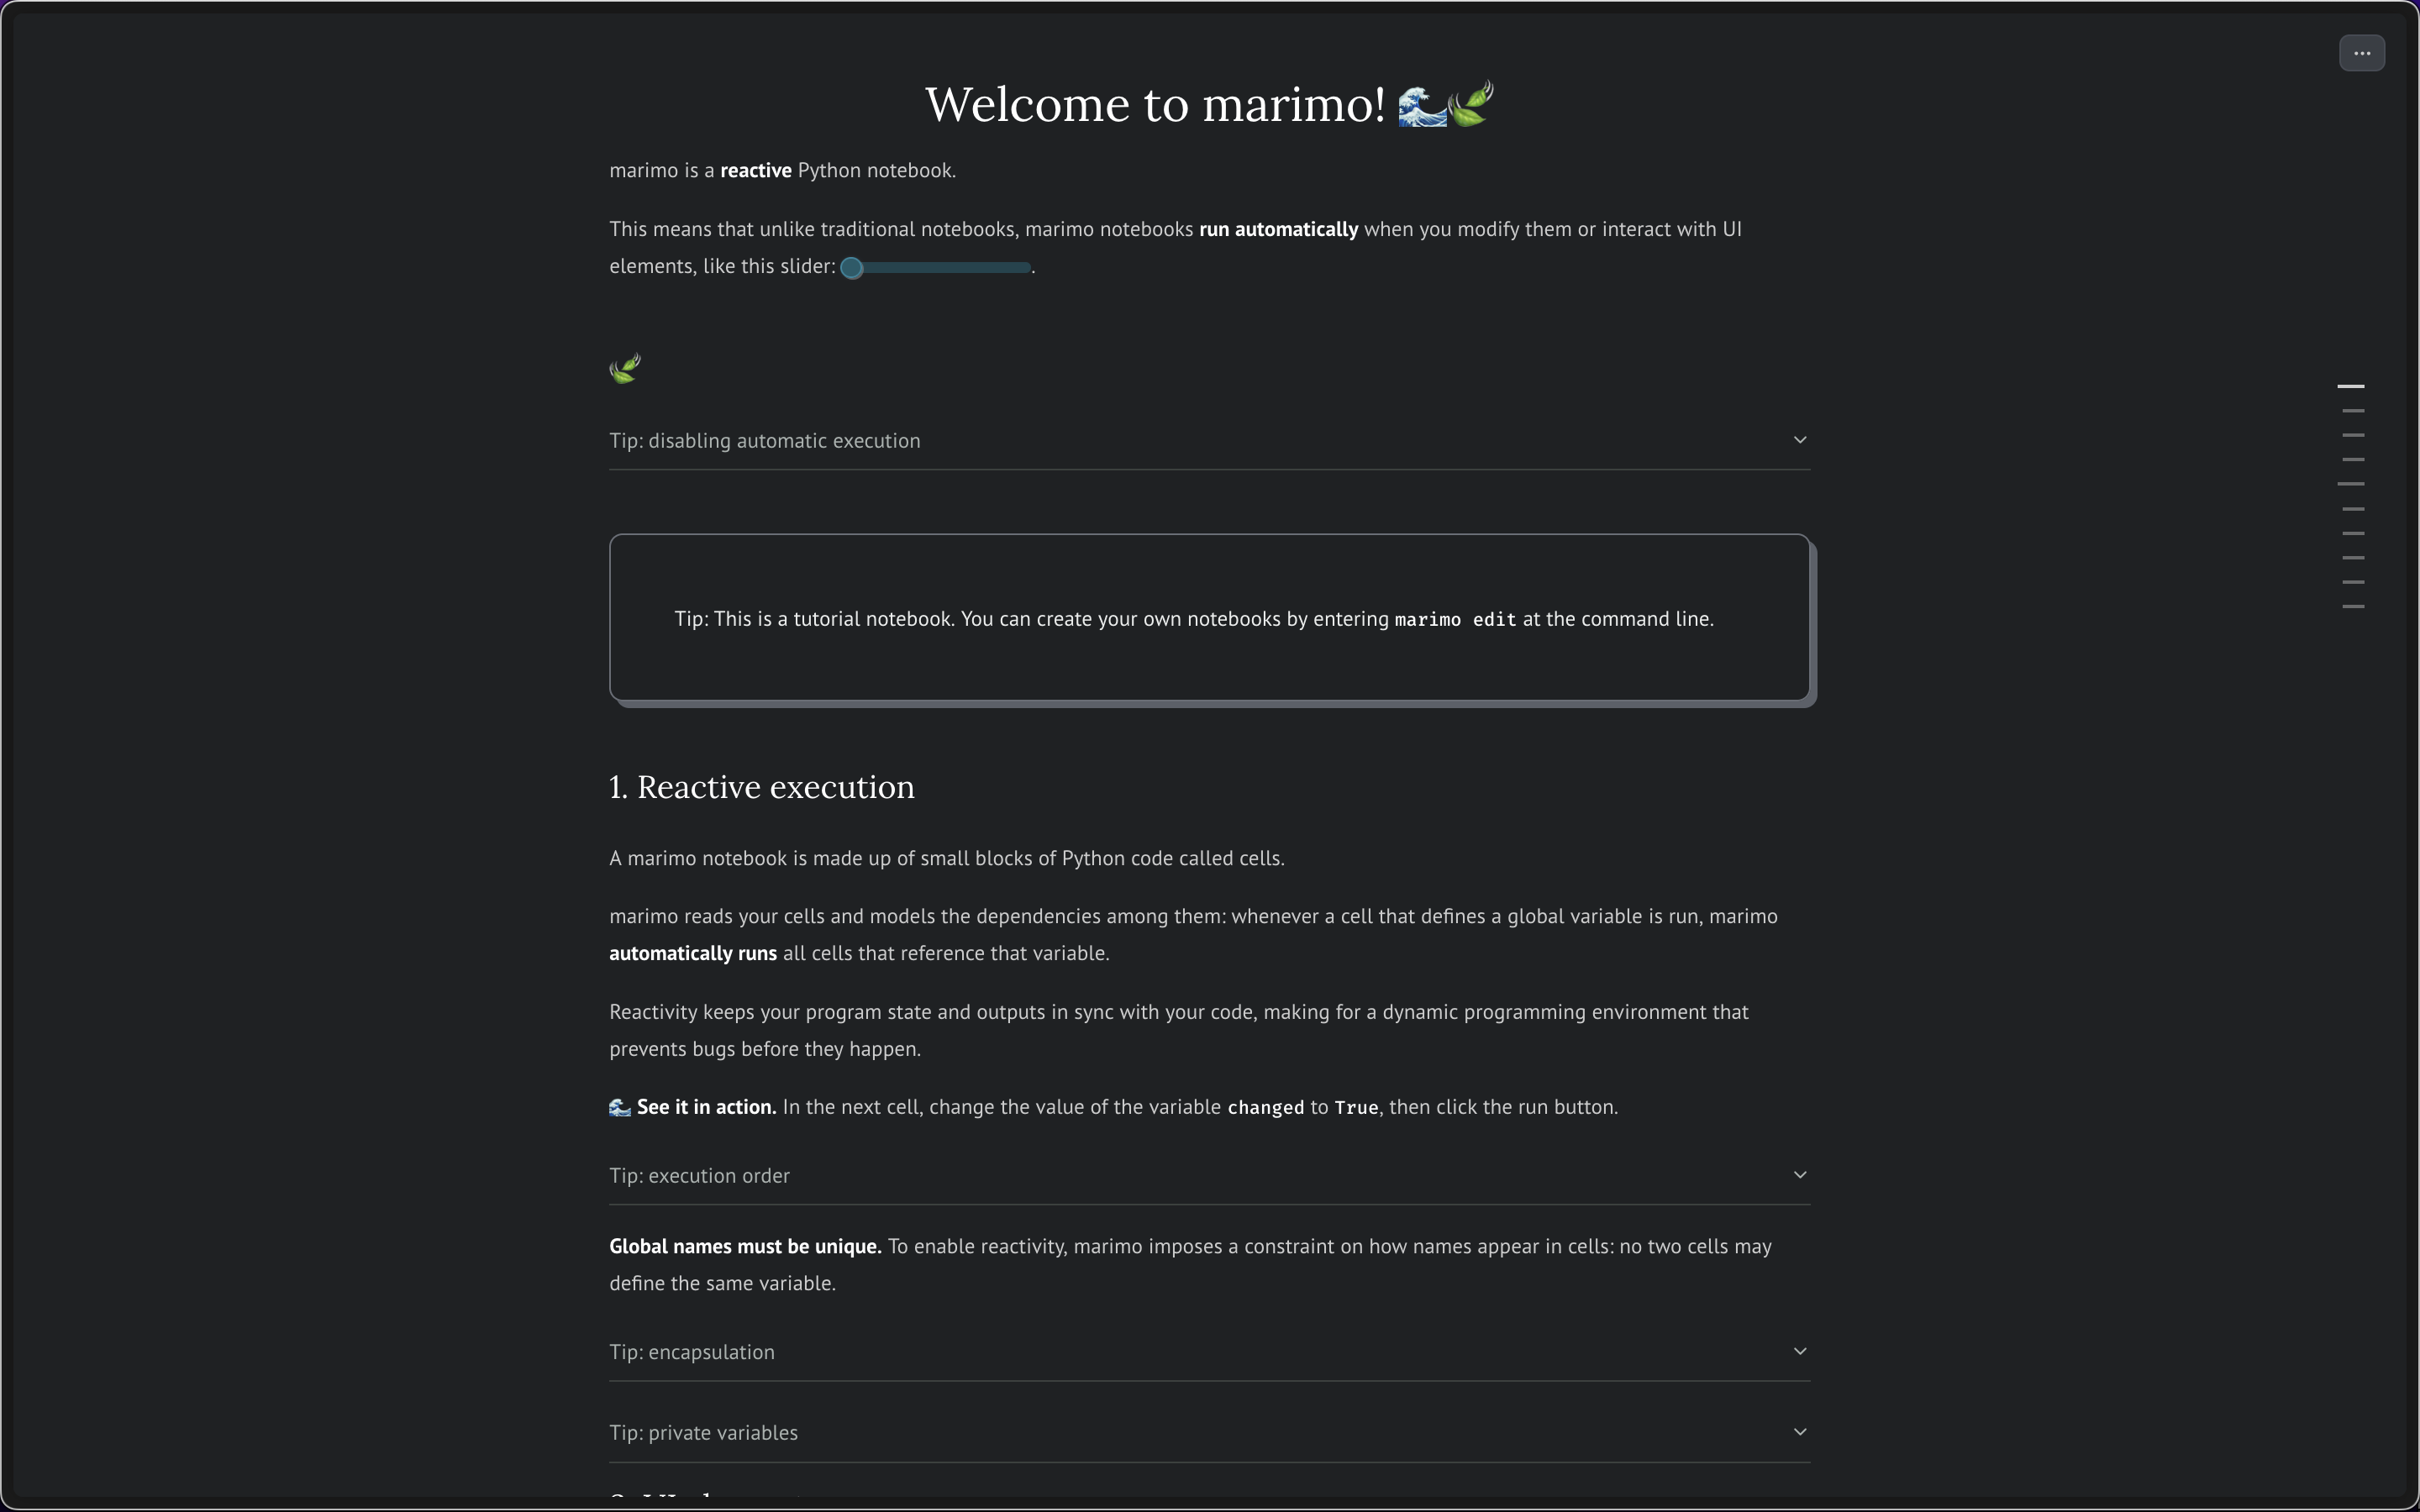 Welcome to marimo! 🌊🍃
marimo is a reactive Python notebook.
This means that unlike traditional notebooks, marimo notebooks run automatically when you modify them or interact with UI
elements, like this slider: .
🍃
Tip: disabling automatic execution
Tip: This is a tutorial notebook. You can create your own notebooks by entering marimo edit at the command line.
1. Reactive execution
A marimo notebook is made up of small blocks of Python code called cells.
marimo reads your cells and models the dependencies among them: whenever a cell that defines a global variable is run, marimo
automatically runs all cells that reference that variable.
Reactivity keeps your program state and outputs in sync with your code, making for a dynamic programming environment that
prevents bugs before they happen.
🌊 See it in action. In the next cell, change the value of the variable changed to True, then click the run button.
Tip: execution order
Global names must be unique. To enable reactivity, marimo imposes a constraint on how names appear in cells: no two cells may
define the same variable.
Tip: encapsulation
Tip: private variables